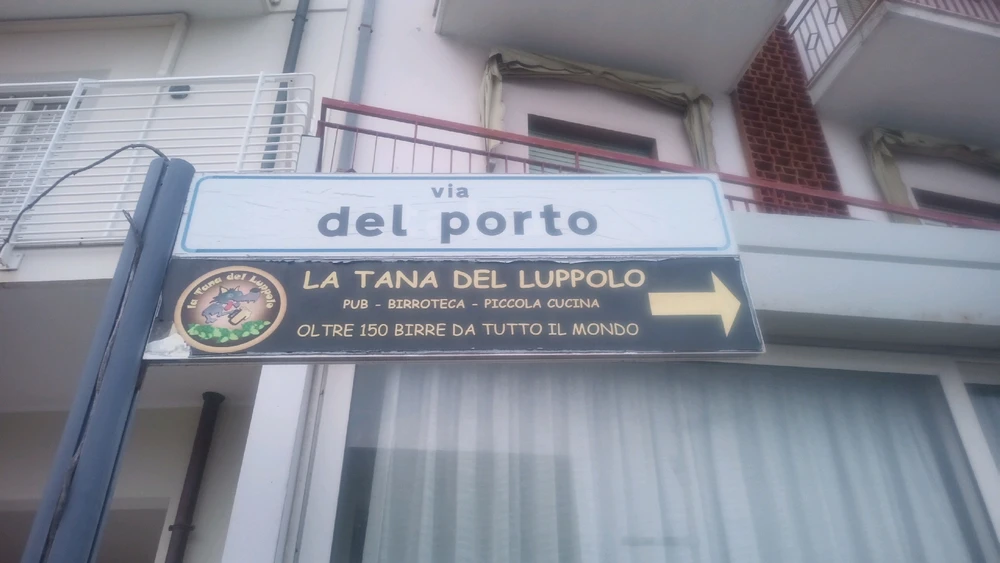 via
del porto
la Tana del Luppolo
LA TANA DEL LUPPOLO
PUB - BIRROTECA - PICCOLA CUCINA
OLTRE 150 BIRRE DA TUTTO IL MONDO